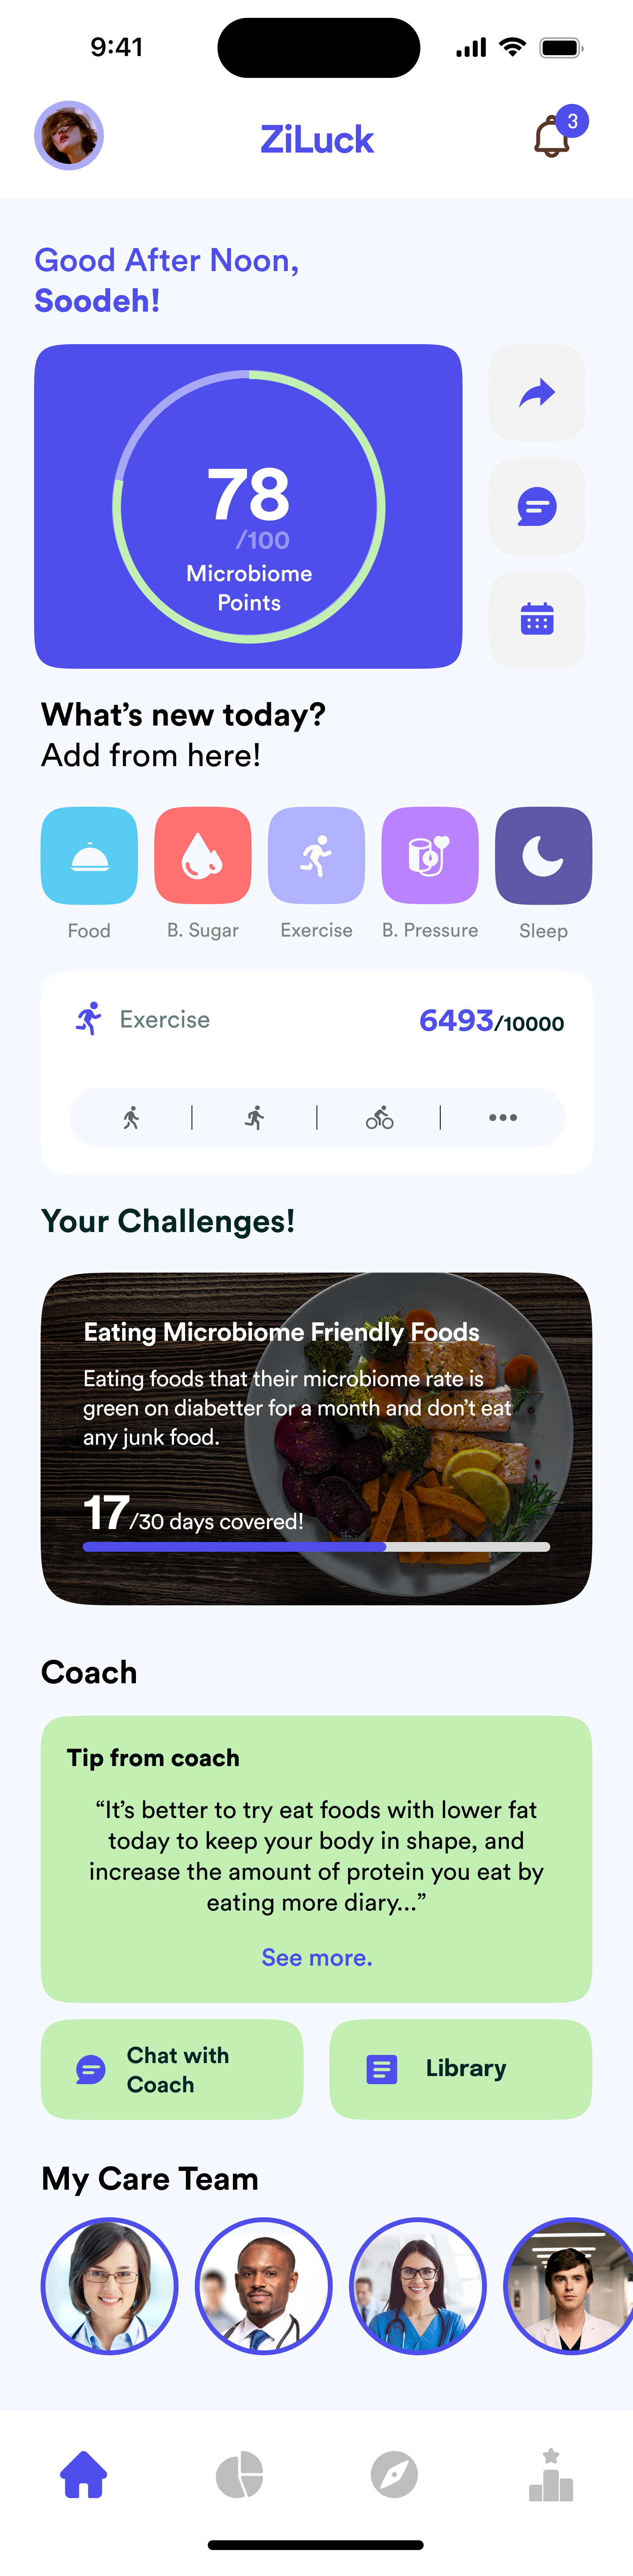 9:41
ZiLuck
3
Good After Noon,
Soodeh!
78
/100
Microbiome
Points
What's new today?
Add from here!
Food
B. Sugar
Exercise
B. Pressure
Sleep
Exercise
6493/10000
Your Challenges!
Eating Microbiome Friendly Foods
Eating foods that their microbiome rate is
green on diabetter for a month and don't eat
any junk food.
17/30 days covered!
Coach
Tip from coach
“It's better to try eat foods with lower fat
today to keep your body in shape, and
increase the amount of protein you eat by
eating more diary...”
See more.
Chat with
Coach
Library
My Care Team